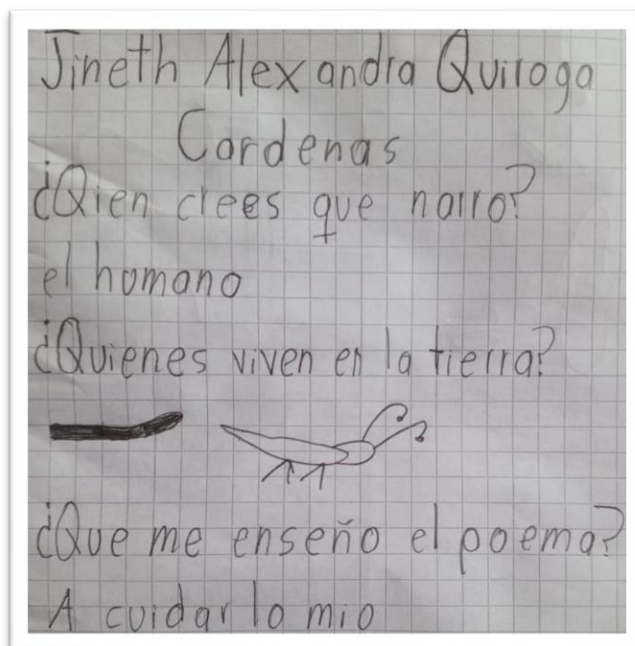 Jineth Alexandra Quiroga
Cardenas
¿Qien crees que narro?
el humano
¿Quienes viven en la tierra?
¿Que me enseño el poema?
A cuidar lo mio